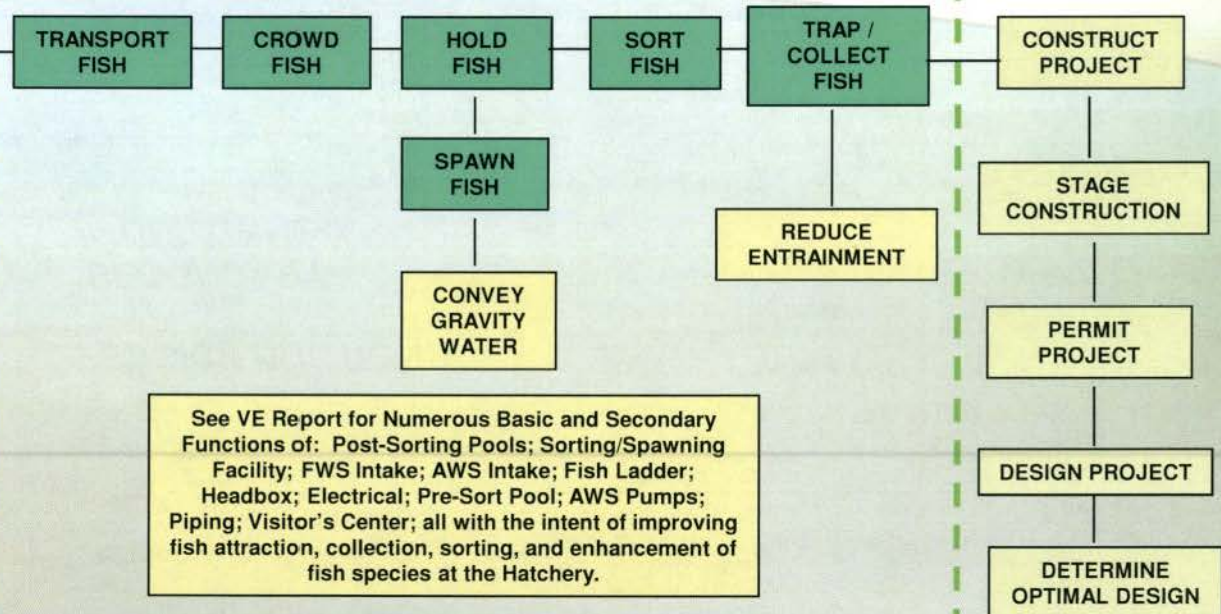 TRANSPORT
FISH
CROWD
FISH
HOLD
FISH
SORT
FISH
TRAP /
COLLECT
FISH
CONSTRUCT
PROJECT
SPAWN
FISH
STAGE
CONSTRUCTION
REDUCE
ENTRAINMENT
CONVEY
GRAVITY
WATER
PERMIT
PROJECT
See VE Report for Numerous Basic and Secondary
Functions of: Post-Sorting Pools; Sorting/Spawning
Facility; FWS Intake; AWS Intake; Fish Ladder;
Headbox; Electrical; Pre-Sort Pool; AWS Pumps;
Piping; Visitor's Center; all with the intent of improving
fish attraction, collection, sorting, and enhancement of
fish species at the Hatchery.
DESIGN PROJECT
DETERMINE
OPTIMAL DESIGN